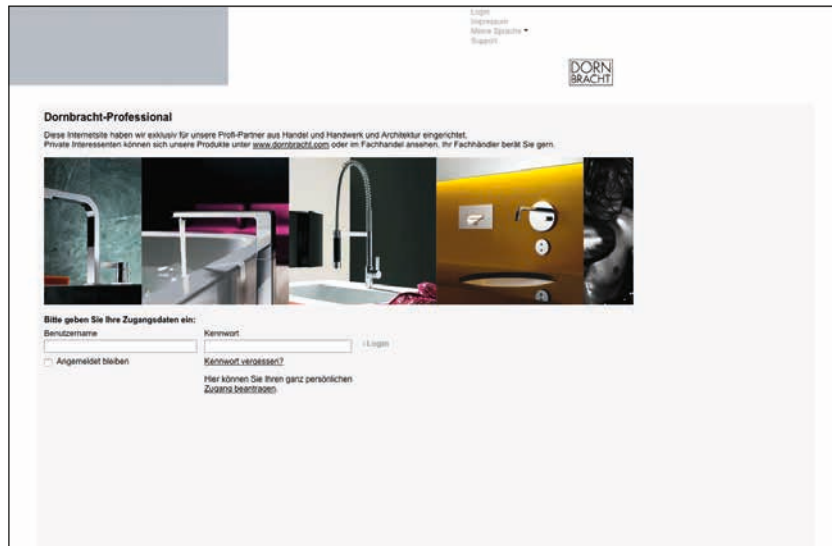 Login
Impressum
Meine Sprache
Support
DORN
BRACHT
Dornbracht-Professional
Diese Internetsite haben wir exklusiv für unsere Profi-Partner aus Handel und Handwerk und Architektur eingerichtet.
Private Interessenten können sich unsere Produkte unter www.dornbracht.com oder im Fachhandel ansehen. Ihr Fachhändler berät Sie gern.
Bitte geben Sie Ihre Zugangsdaten ein:
Benutzername Kennwort
Login
Angemeldet bleiben Kennwort vergessen?
Hier können Sie Ihren ganz persönlichen
Zugang beantragen.